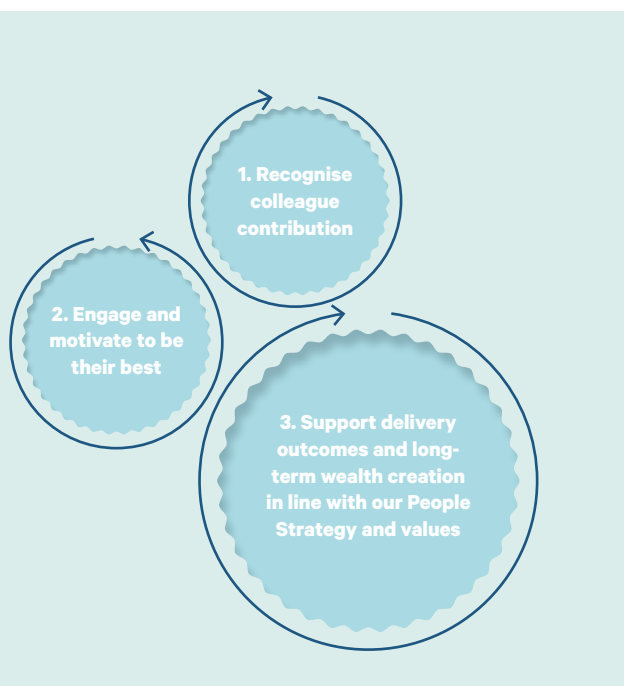 1. Recognise
colleague
contribution
2. Engage and
motivate to be
their best
3. Support delivery
outcomes and long-
term wealth creation
in line with our People
Strategy and values